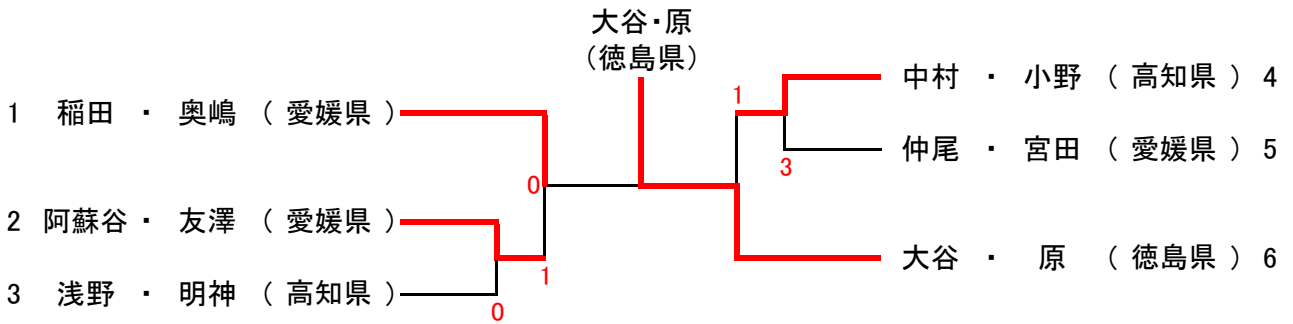 大谷・原
（徳島県）
1 稲田 ・ 奥嶋 （ 愛媛県 ）
2 阿蘇谷 ・ 友澤 （ 愛媛県 ）
3 浅野 ・ 明神 （ 高知県 ）
0
1
0
1
3
中村 ・ 小野 （ 高知県 ） 4
仲尾 ・ 宮田 （ 愛媛県 ） 5
大谷 ・ 原 （ 徳島県 ） 6